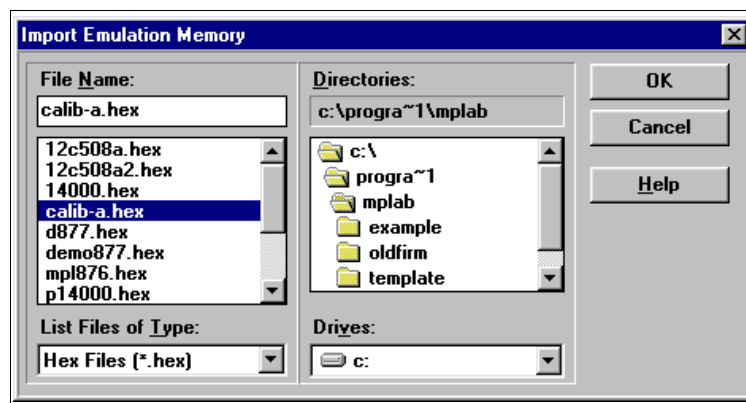 Import Emulation Memory
File Name:
calib-a.hex
12c508a.hex
12c508a2.hex
14000.hex
calib-a.hex
d877.hex
demo877.hex
mpl876.hex
p14000.hex
List Files of Type:
Hex Files (*.hex)
Directories:
c:\progra~1\mplab
c:\
progra~1
mplab
example
oldfirm
template
Drives:
c:
OK
Cancel
Help